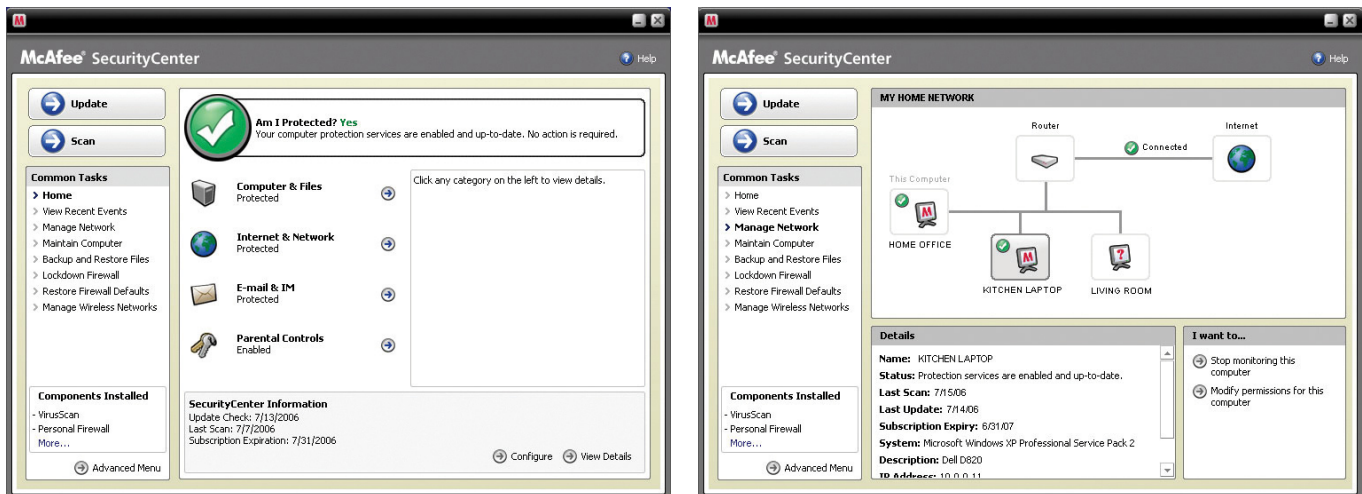 McAfee® SecurityCenter
Help
Update
Scan
Common Tasks
Home
View Recent Events
Manage Network
Maintain Computer
Backup and Restore Files
Lockdown Firewall
Restore Firewall Defaults
Manage Wireless Networks
Components Installed
- VirusScan
- Personal Firewall
More...
Advanced Menu
Am I Protected? Yes
Your computer protection services are enabled and up-to-date. No action is required.
Computer & Files
Protected
Internet & Network
Protected
E-mail & IM
Protected
Parental Controls
Enabled
Click any category on the left to view details.
SecurityCenter Information
Update Check: 7/13/2006
Last Scan: 7/7/2006
Subscription Expiration: 7/31/2006
Configure
View Details
McAfee® SecurityCenter
Help
Update
Scan
Common Tasks
Home
View Recent Events
Manage Network
Maintain Computer
Backup and Restore Files
Lockdown Firewall
Restore Firewall Defaults
Manage Wireless Networks
Components Installed
- VirusScan
- Personal Firewall
More...
Advanced Menu
MY HOME NETWORK
Router
Internet
Connected
This Computer
HOME OFFICE
KITCHEN LAPTOP
LIVING ROOM
Details
Name: KITCHEN LAPTOP
Status: Protection services are enabled and up-to-date.
Last Scan: 7/15/06
Last Update: 7/14/06
Subscription Expiry: 6/31/07
System: Microsoft Windows XP Professional Service Pack 2
Description: Dell D820
IP Address: 10.0.0.11
I want to...
Stop monitoring this
computer
Modify permissions for this
computer